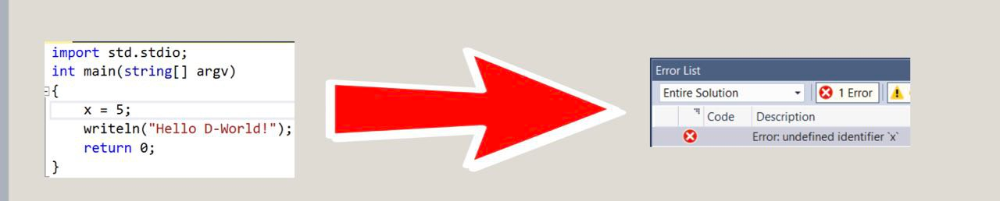 import std.stdio;
int main(string[] argv)
{
x = 5;
writeln("Hello D-World!");
return 0;
}
Error List
Entire Solution
1 Error
Code Description
Error: undefined identifier `x`